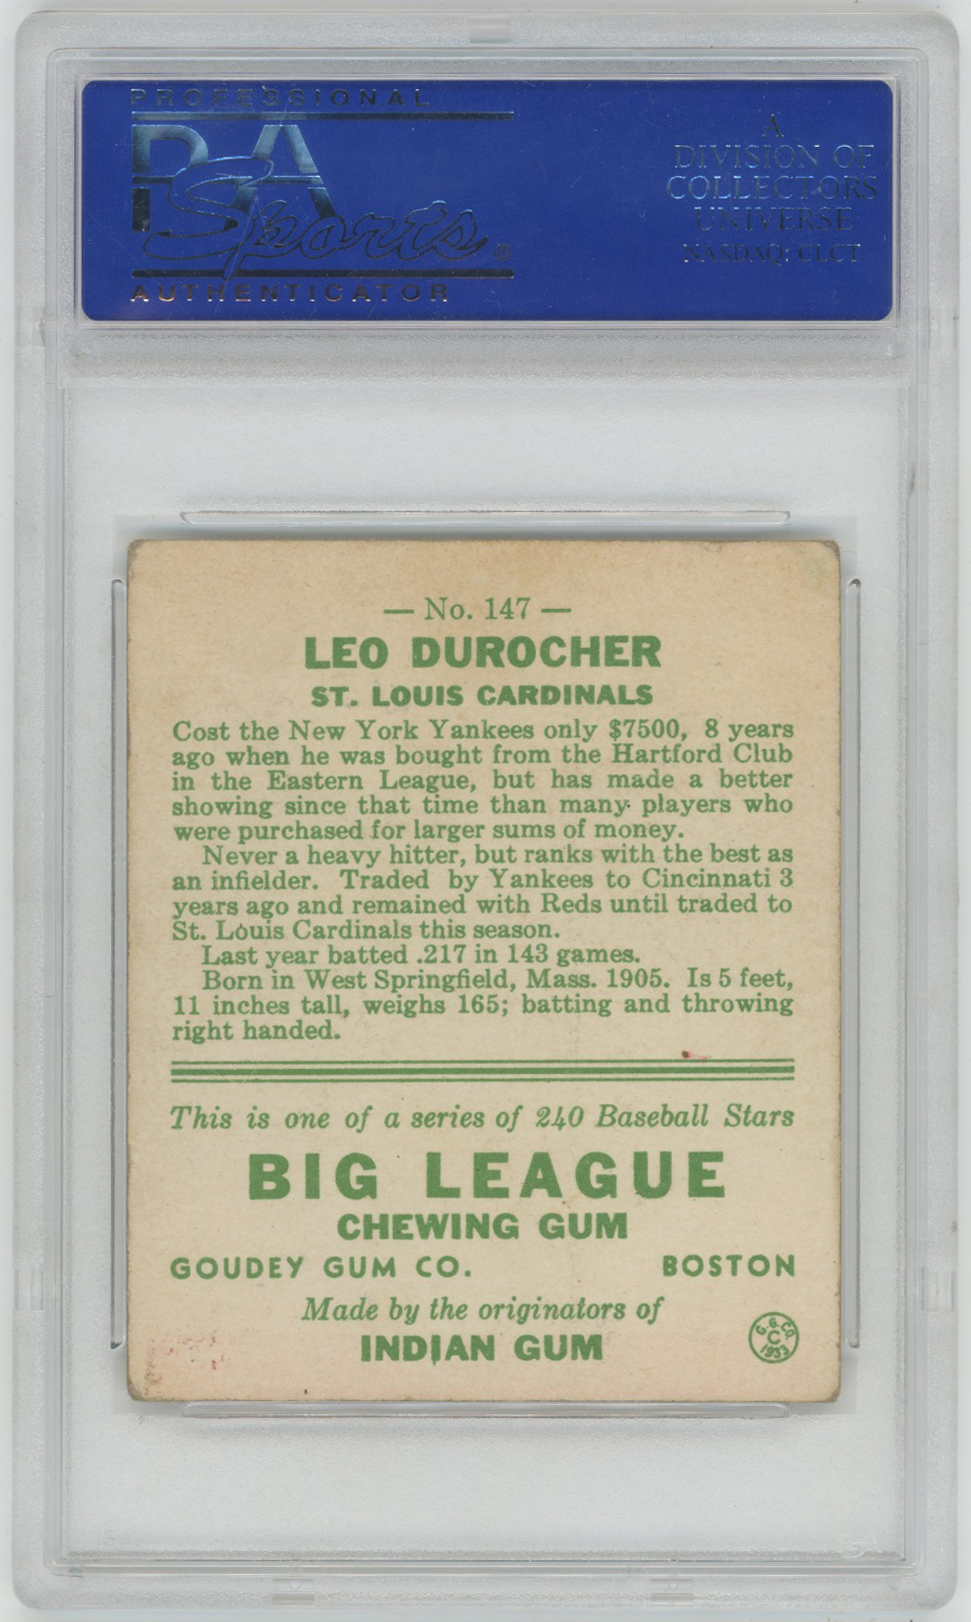 PROFESSIONAL
PSA
Sports®
AUTHENTICATOR
A
DIVISION OF
COLLECTORS
UNIVERSE
NASDAQ: CLCT
— No. 147 —
LEO DUROCHER
ST. LOUIS CARDINALS
Cost the New York Yankees only $7500, 8 years
ago when he was bought from the Hartford Club
in the Eastern League, but has made a better
showing since that time than many players who
were purchased for larger sums of money.
Never a heavy hitter, but ranks with the best as
an infielder. Traded by Yankees to Cincinnati 3
years ago and remained with Reds until traded to
St. Louis Cardinals this season.
Last year batted .217 in 143 games.
Born in West Springfield, Mass. 1905. Is 5 feet,
11 inches tall, weighs 165; batting and throwing
right handed.
This is one of a series of 240 Baseball Stars
BIG LEAGUE
CHEWING GUM
GOUDEY GUM CO. BOSTON
Made by the originators of
INDIAN GUM
G.G.CO.
C
1933